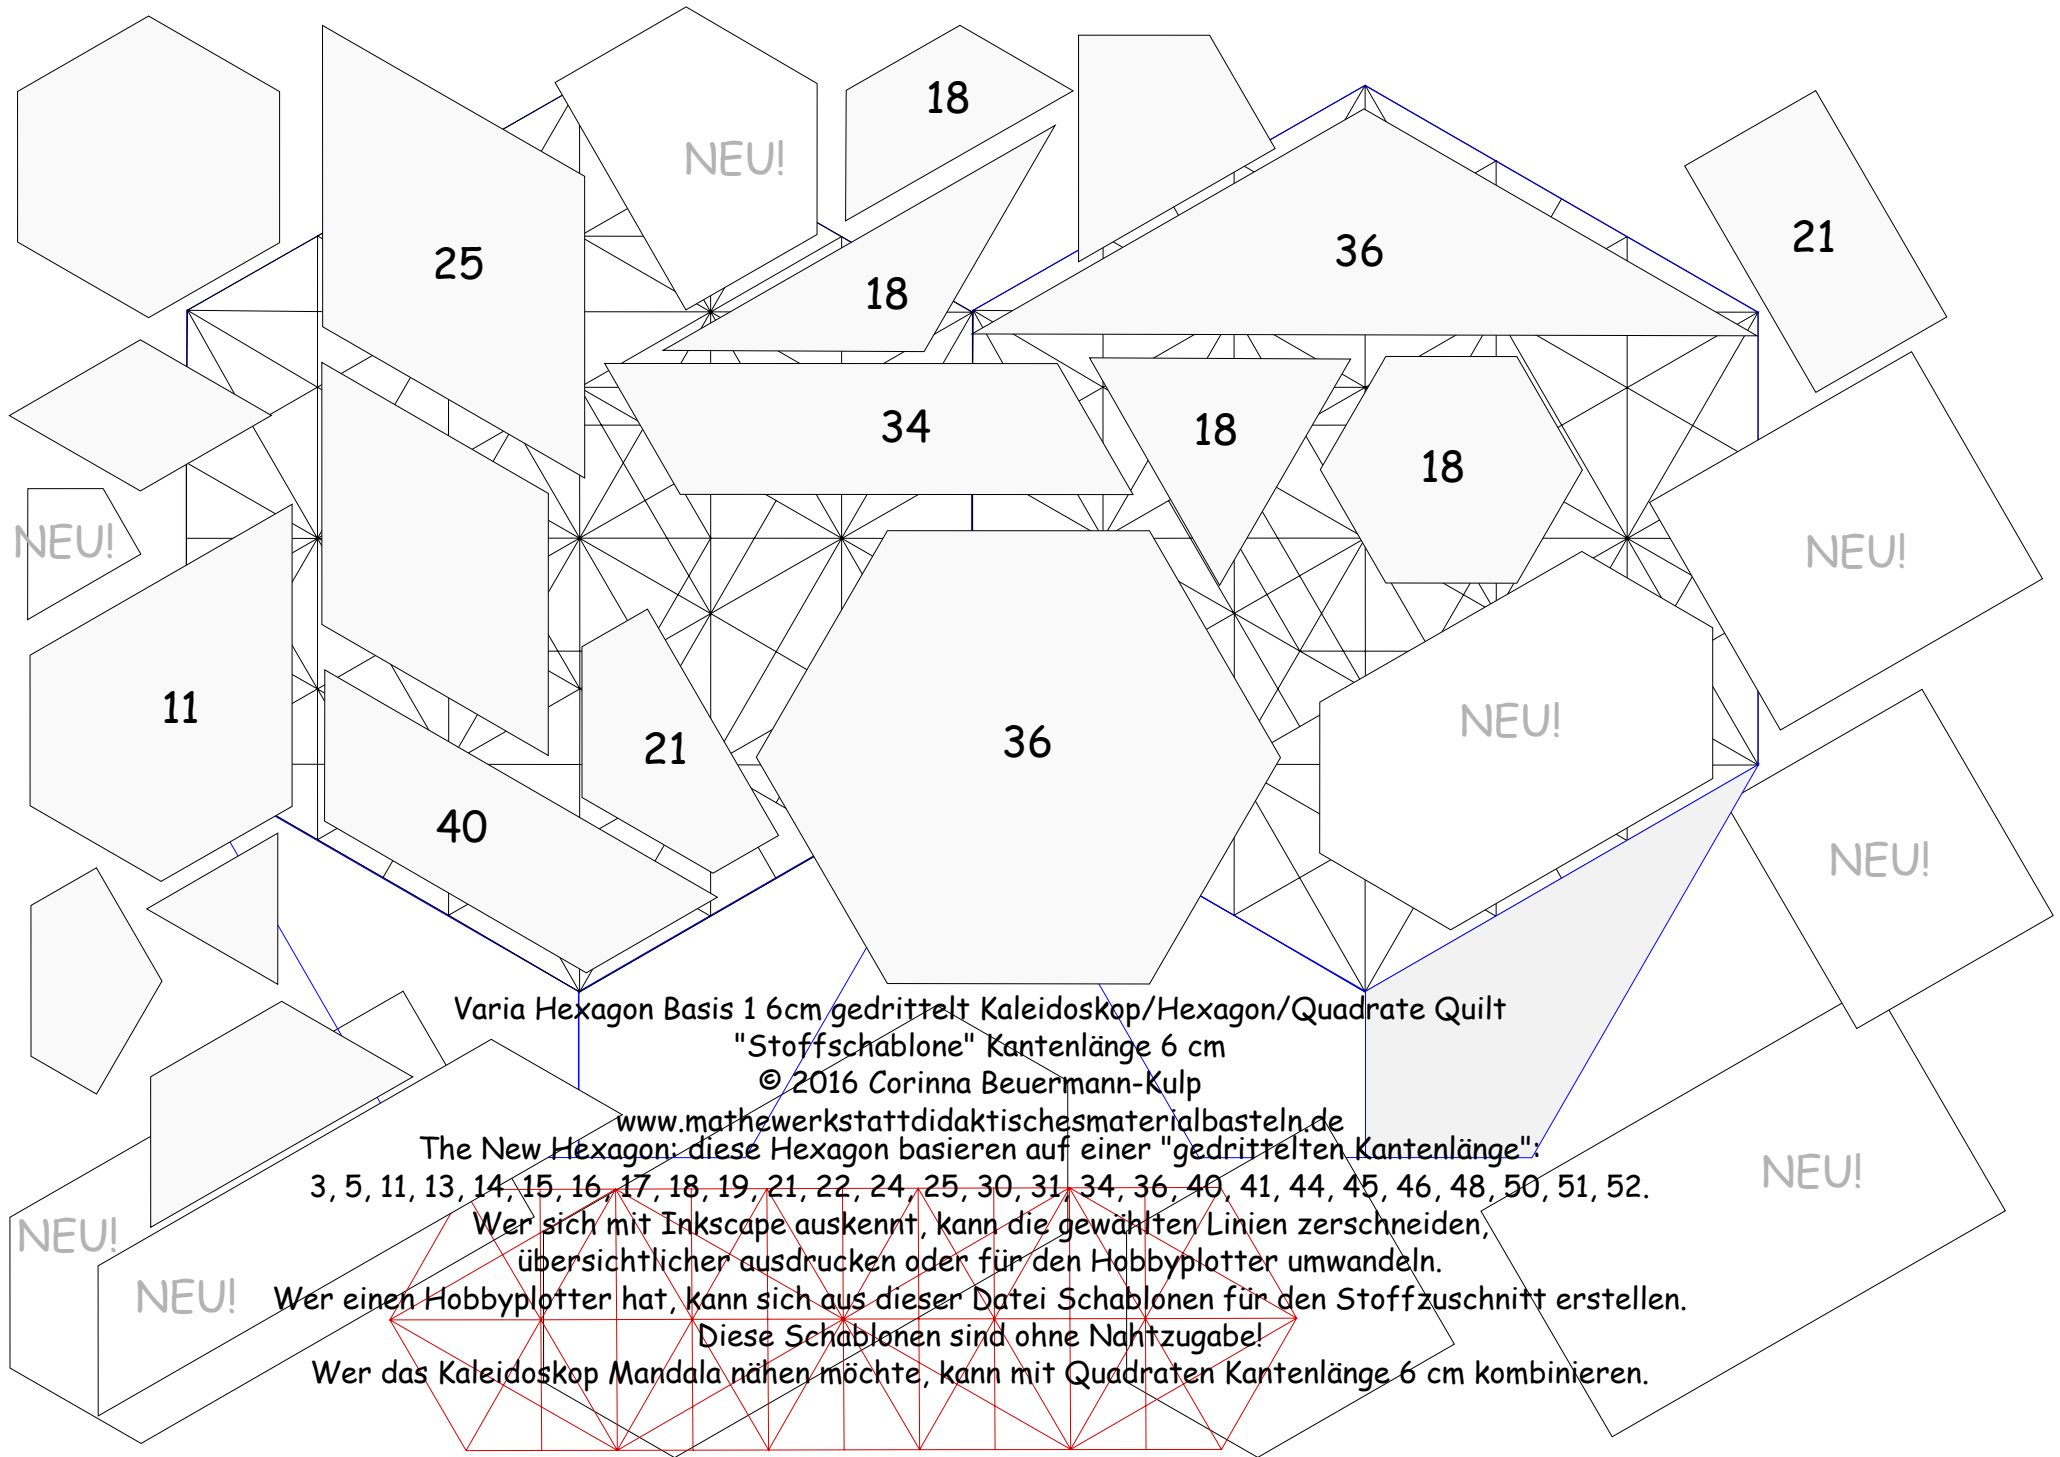 18
NEU!
21
25
36
18
34
18
18
NEU!
NEU!
11
21
36
NEU!
40
NEU!
Varia Hexagon Basis 1 6cm gedrittelt Kaleidoskop/Hexagon/Quadrate Quilt
"Stoffschablone" Kantenlänge 6 cm
© 2016 Corinna Beuermann-Kulp
www.mathewerkstattdidaktischesmaterialbasteln.de
The New Hexagon: diese Hexagon basieren auf einer "gedrittelten Kantenlänge":
NEU!
3, 5, 11, 13, 14, 15, 16, 17, 18, 19, 21, 22, 24, 25, 30, 31, 34, 36, 40, 41, 44, 45, 46, 48, 50, 51, 52.
Wer sich mit Inkscape auskennt, kann die gewählten Linien zerschneiden,
NEU!
übersichtlicher ausdrucken oder für den Hobbyplotter umwandeln.
NEU!
Wer einen Hobbyplotter hat, kann sich aus dieser Datei Schablonen für den Stoffzuschnitt erstellen.
Diese Schablonen sind ohne Nahtzugabe!
Wer das Kaleidoskop Mandala nähen möchte, kann mit Quadraten Kantenlänge 6 cm kombinieren.